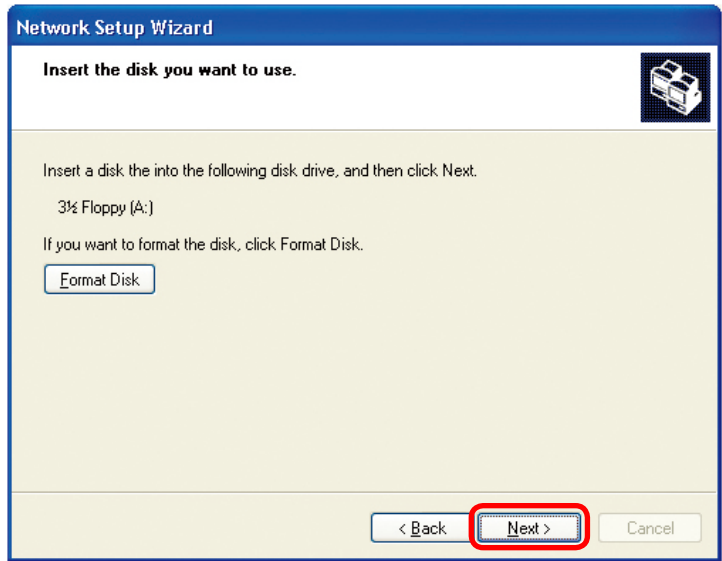 Network Setup Wizard
Insert the disk you want to use.
Insert a disk the into the following disk drive, and then click Next.
3½ Floppy (A:)
If you want to format the disk, click Format Disk.
Format Disk
< Back Next > Cancel